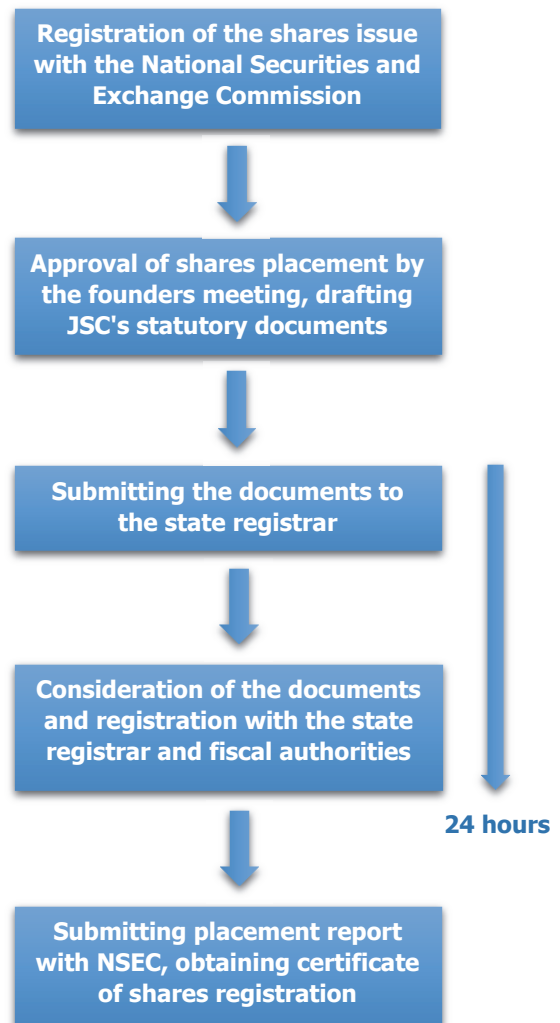 Registration of the shares issue
with the National Securities and
Exchange Commission
Approval of shares placement by
the founders meeting, drafting
JSC's statutory documents
Submitting the documents to
the state registrar
Consideration of the documents
and registration with the state
registrar and fiscal authorities
24 hours
Submitting placement report
with NSEC, obtaining certificate
of shares registration